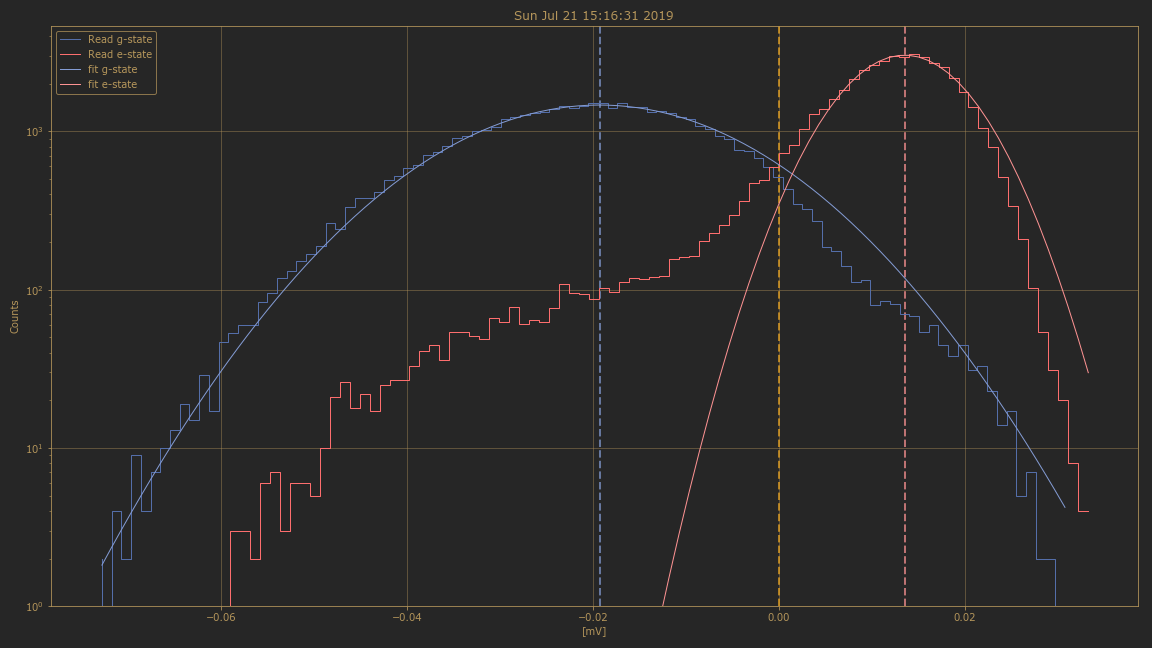 Sun Jul 21 15:16:31 2019
Read g-state
Read e-state
fit g-state
fit e-state
10³
10²
10¹
10⁰
Counts
−0.06
−0.04
−0.02
0.00
0.02
[mV]